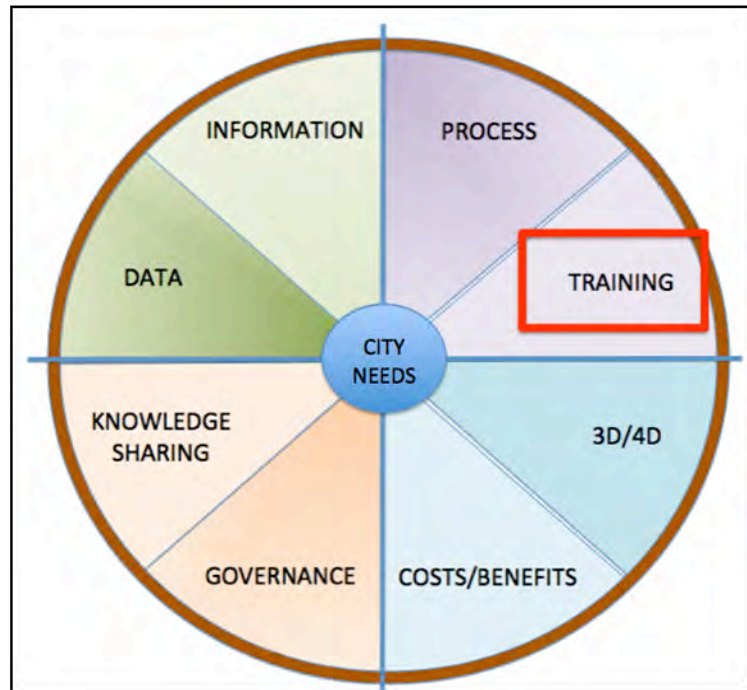 INFORMATION
PROCESS
DATA
TRAINING
CITY
NEEDS
KNOWLEDGE
SHARING
3D/4D
GOVERNANCE
COSTS/BENEFITS